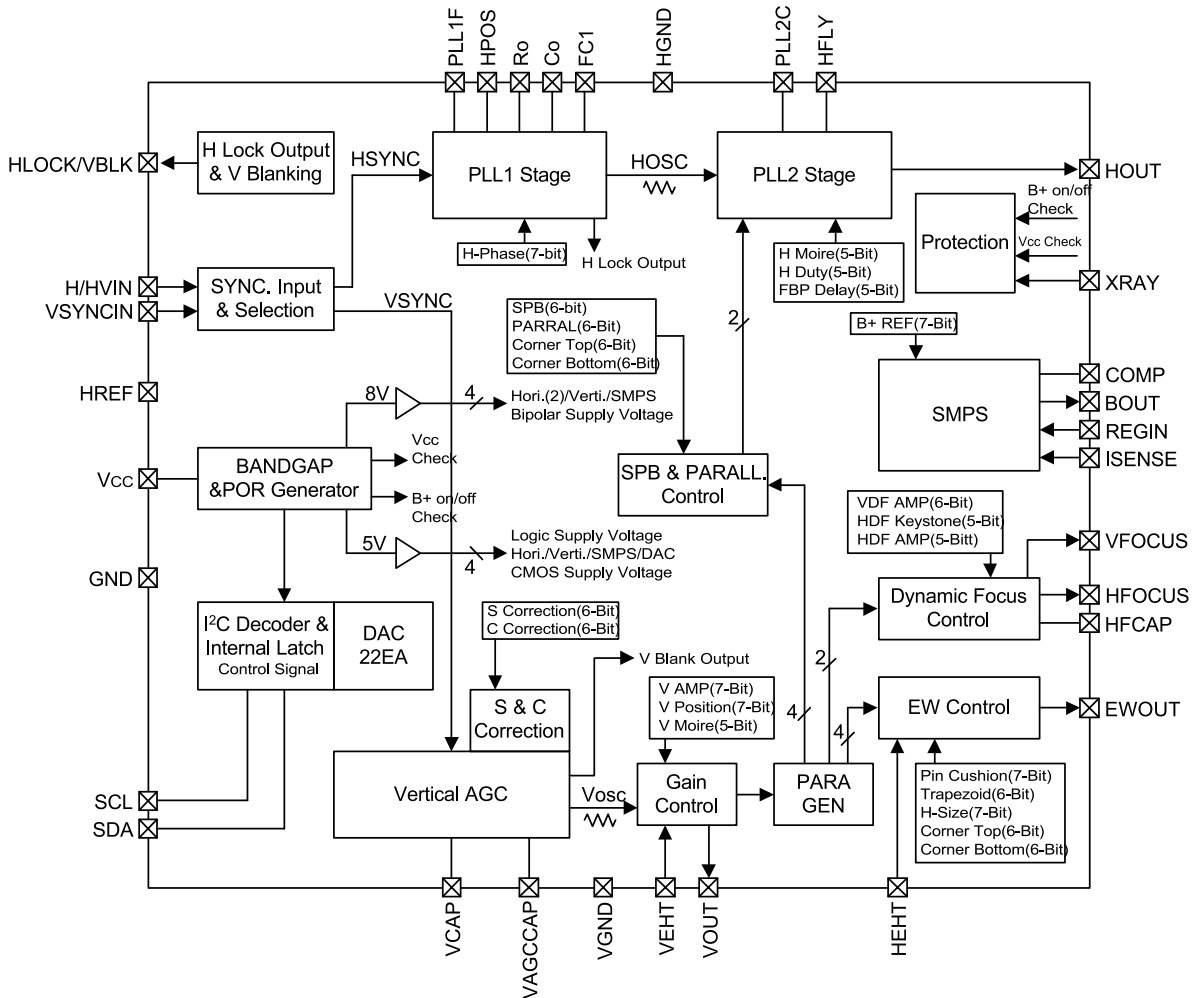 PLL1F
HPOS
Ro
Co
FC1
HGND
PLL2C
HFLY
HLOCK/VBLK
H Lock Output
& V Blanking
HSYNC
PLL1 Stage
HOSC
PLL2 Stage
HOUT
B+ on/off
Check
Protection
Vcc Check
XRAY
H-Phase(7-bit)
H Lock Output
H Moire(5-Bit)
H Duty(5-Bit)
FBP Delay(5-Bit)
H/HVIN
VSYNCIN
SYNC. Input
& Selection
VSYNC
SPB(6-bit)
PARRAL(6-Bit)
Corner Top(6-Bit)
Corner Bottom(6-Bit)
2
B+ REF(7-Bit)
HREF
8V
4
Hori.(2)/Verti./SMPS
Bipolar Supply Voltage
SMPS
COMP
BOUT
REGIN
ISENSE
Vcc
BANDGAP
&POR Generator
Vcc
Check
B+ on/off
Check
SPB & PARALL.
Control
5V
4
Logic Supply Voltage
Hori./Verti./SMPS/DAC
CMOS Supply Voltage
VDF AMP(6-Bit)
HDF Keystone(5-Bit)
HDF AMP(5-Bitt)
VFOCUS
GND
Dynamic Focus
Control
HFOCUS
HFCAP
I²C Decoder &
Internal Latch
Control Signal
DAC
22EA
S Correction(6-Bit)
C Correction(6-Bit)
V Blank Output
2
S & C
Correction
V AMP(7-Bit)
V Position(7-Bit)
V Moire(5-Bit)
4
4
EW Control
EWOUT
Vertical AGC
Vosc
Gain
Control
PARA
GEN
Pin Cushion(7-Bit)
Trapezoid(6-Bit)
H-Size(7-Bit)
Corner Top(6-Bit)
Corner Bottom(6-Bit)
SCL
SDA
VCAP
VAGCCAP
VGND
VEHT
VOUT
HEHT